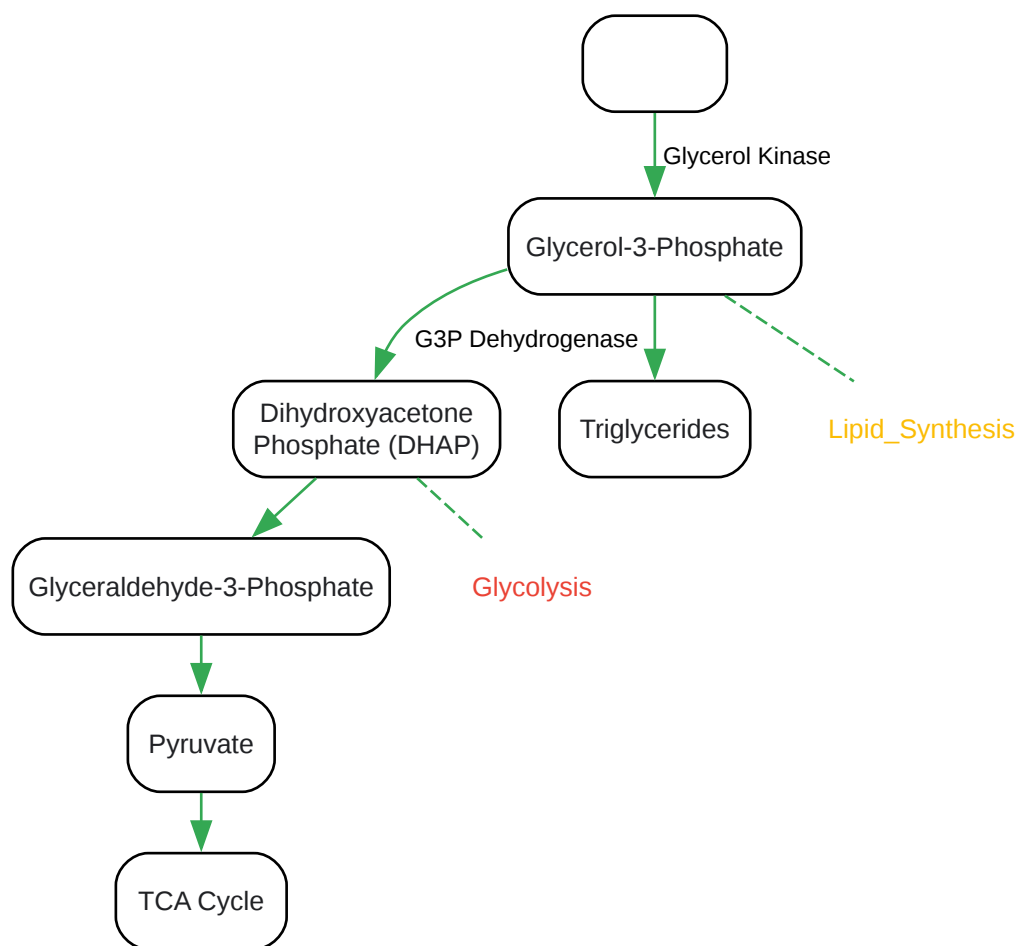 Glycerol Kinase
Glycerol-3-Phosphate
G3P Dehydrogenase
Dihydroxyacetone
Phosphate (DHAP)
Triglycerides
Lipid_Synthesis
Glyceraldehyde-3-Phosphate
Glycolysis
Pyruvate
TCA Cycle